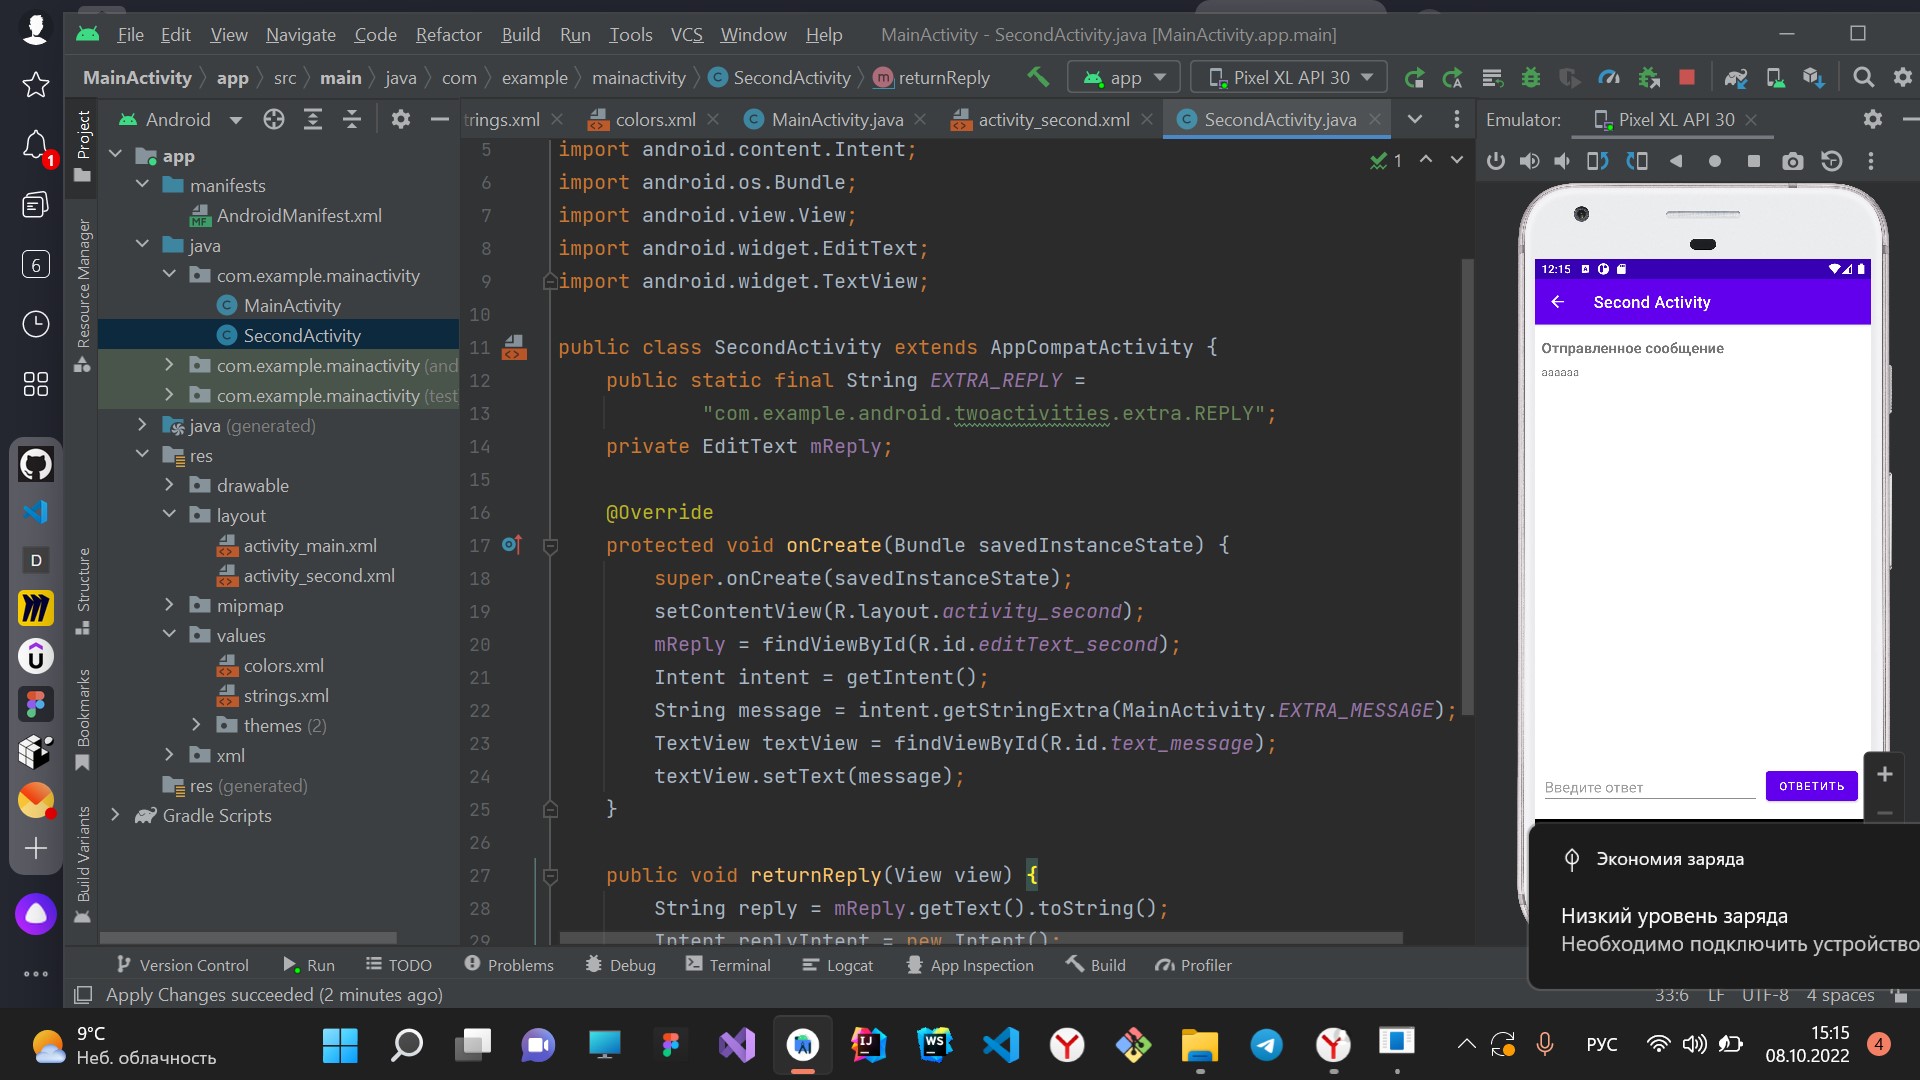 File Edit View Navigate Code Refactor Build Run Tools VCS Window Help MainActivity - SecondActivity.java [MainActivity.app.main]
MainActivity app src main java com example mainactivity SecondActivity returnReply app Pixel XL API 30
1
6
D
Project
Resource Manager
Structure
Bookmarks
Build Variants
Android
app
manifests
AndroidManifest.xml
java
com.example.mainactivity
MainActivity
SecondActivity
com.example.mainactivity (and
com.example.mainactivity (test
java (generated)
res
drawable
layout
activity_main.xml
activity_second.xml
mipmap
values
colors.xml
strings.xml
themes (2)
xml
res (generated)
Gradle Scripts
trings.xml colors.xml MainActivity.java activity_second.xml SecondActivity.java
1
5 import android.content.Intent;
6 import android.os.Bundle;
7 import android.view.View;
8 import android.widget.EditText;
9 import android.widget.TextView;
10
11 public class SecondActivity extends AppCompatActivity {
12 public static final String EXTRA_REPLY =
13 "com.example.android.twoactivities.extra.REPLY";
14 private EditText mReply;
15
16 @Override
17 protected void onCreate(Bundle savedInstanceState) {
18 super.onCreate(savedInstanceState);
19 setContentView(R.layout.activity_second);
20 mReply = findViewById(R.id.editText_second);
21 Intent intent = getIntent();
22 String message = intent.getStringExtra(MainActivity.EXTRA_MESSAGE);
23 TextView textView = findViewById(R.id.text_message);
24 textView.setText(message);
25 }
26
27 public void returnReply(View view) {
28 String reply = mReply.getText().toString();
29 Intent replyIntent = new Intent();
Emulator: Pixel XL API 30
12:15
Second Activity
Отправленное сообщение
аааааа
Введите ответ
ОТВЕТИТЬ
Экономия заряда
Низкий уровень заряда
Необходимо подключить устройство
Version Control Run TODO Problems Debug Terminal Logcat App Inspection Build Profiler
Apply Changes succeeded (2 minutes ago) 33:6 LF UTF-8 4 spaces
9°C
Неб. облачность
РУС
15:15
08.10.2022
4